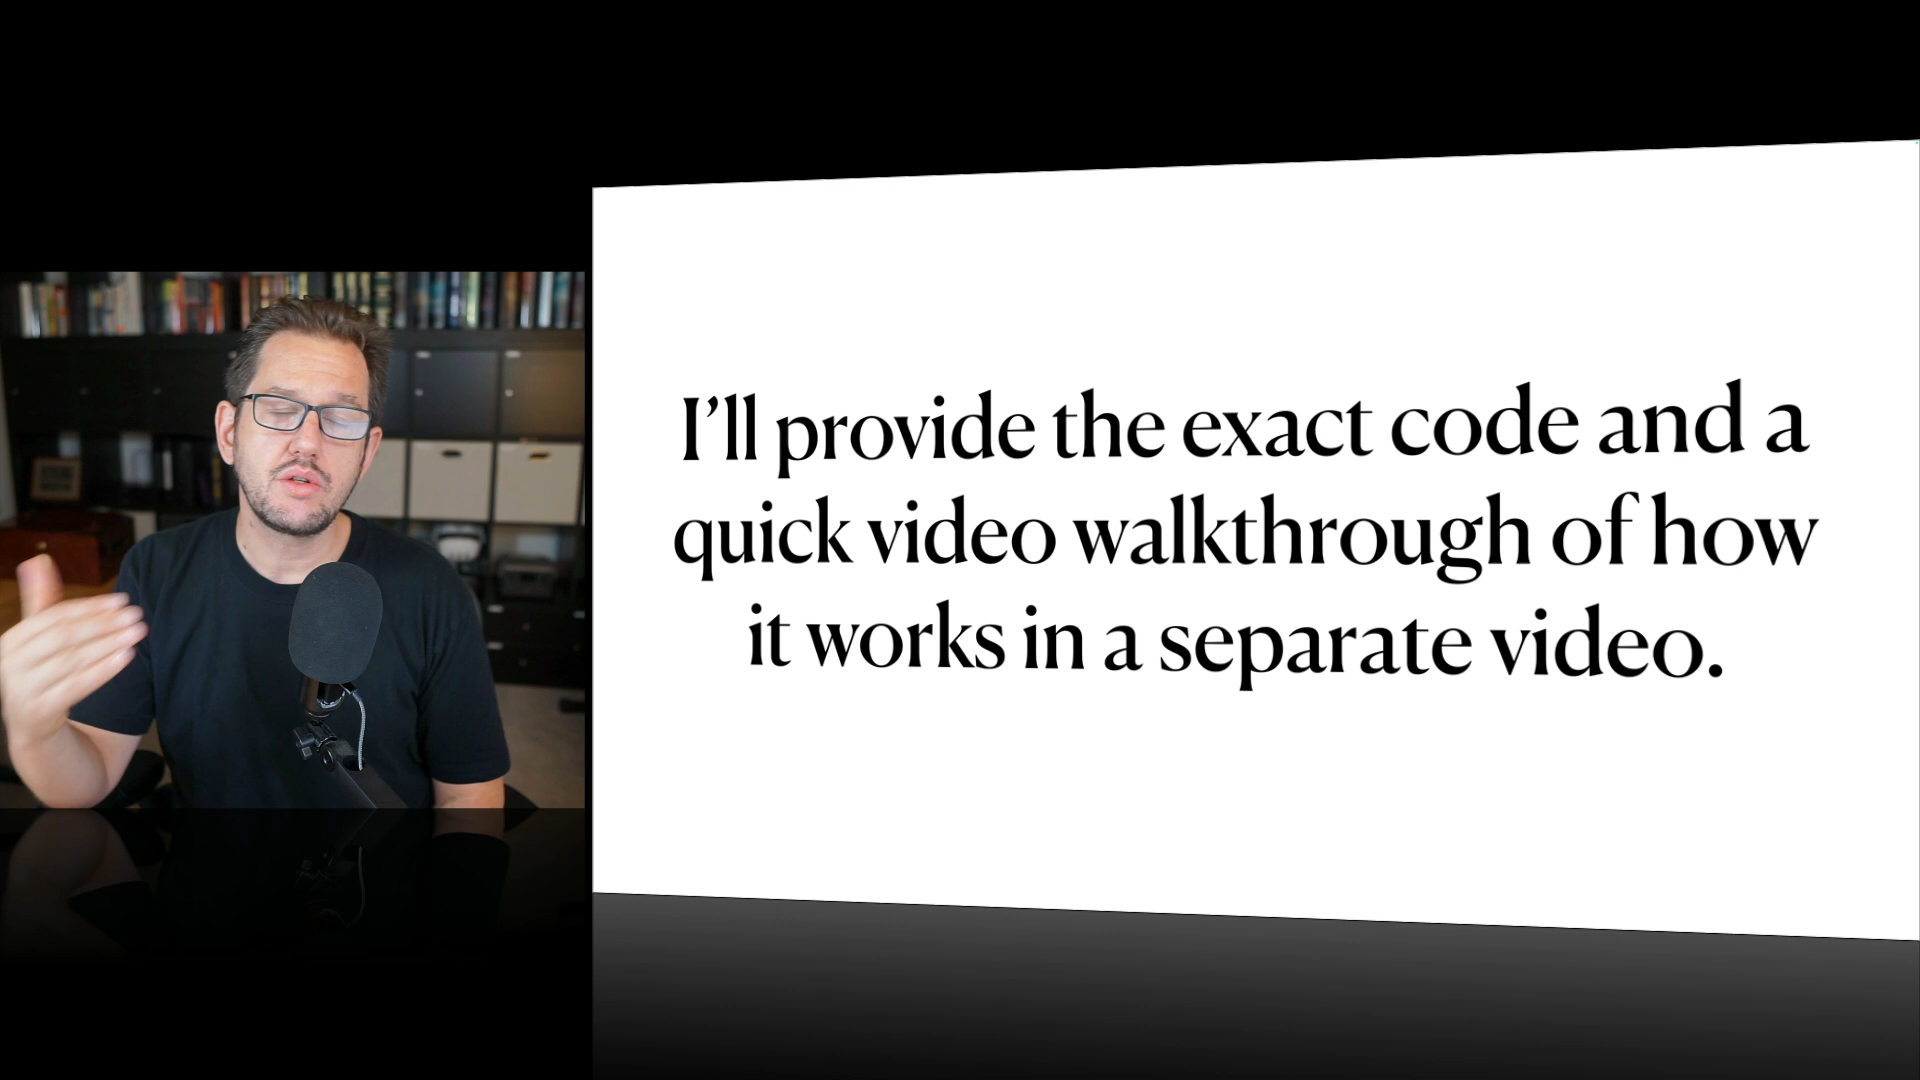 I’ll provide the exact code and a
quick video walkthrough of how
it works in a separate video.